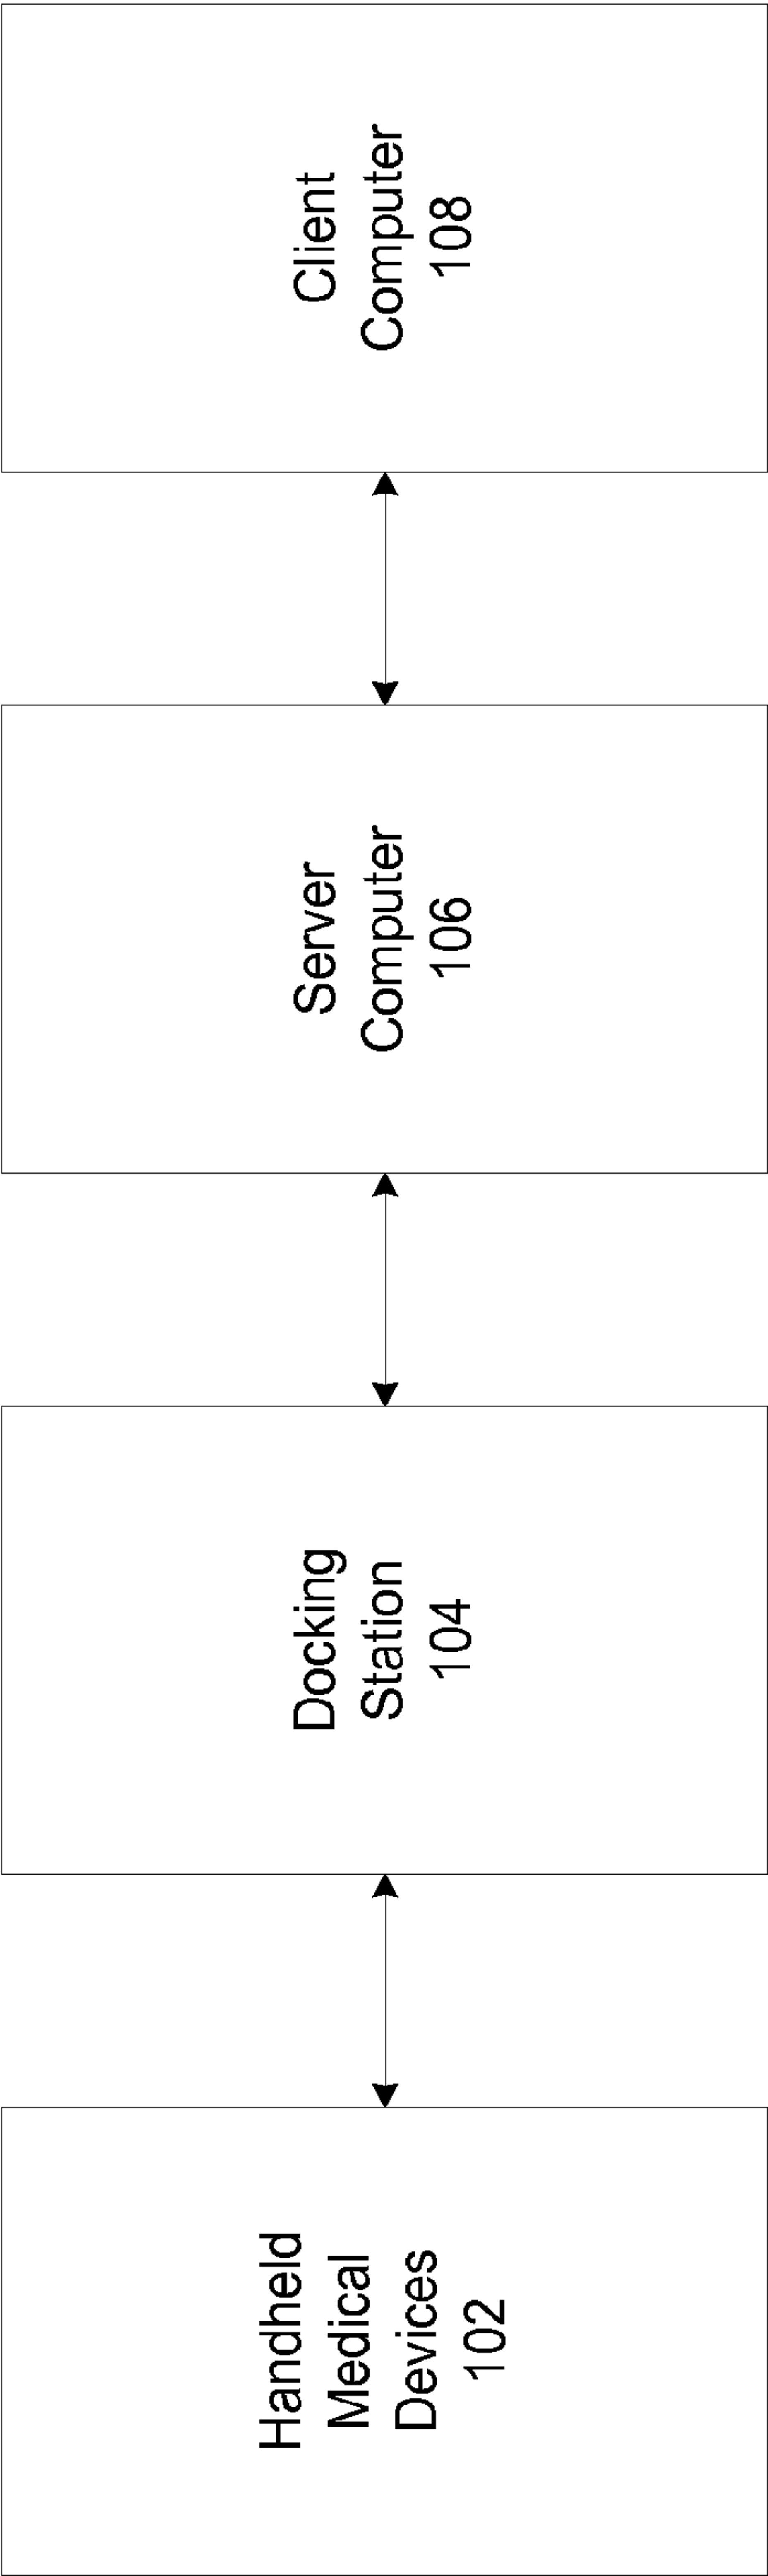 Handheld
Medical
Devices
102
Docking
Station
104
Server
Computer
106
Client
Computer
108